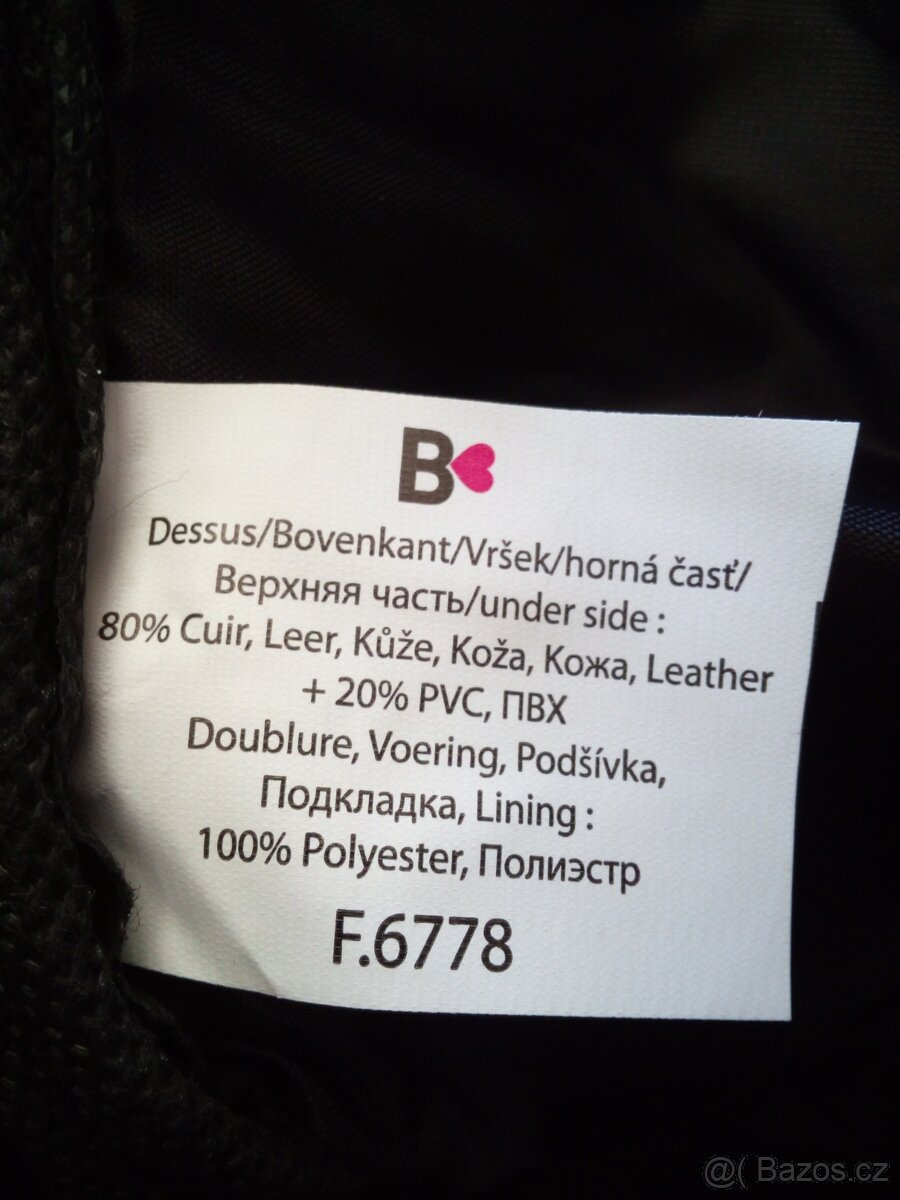 B
Dessus/Bovenkant/Vršek/horná časť/
Верхняя часть/under side :
80% Cuir, Leer, Kůže, Koža, Кожа, Leather
+ 20% PVC, ПВХ
Doublure, Voering, Podšívka,
Подкладка, Lining :
100% Polyester, Полиэстр
F.6778
@( Bazos.cz